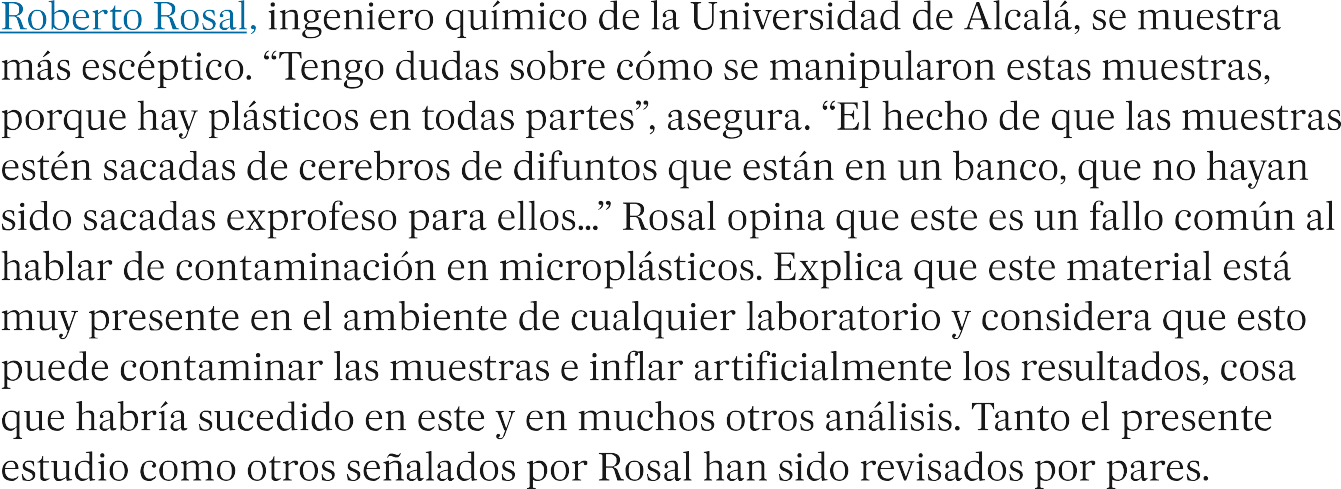 Roberto Rosal, ingeniero químico de la Universidad de Alcalá, se muestra
más escéptico. “Tengo dudas sobre cómo se manipularon estas muestras,
porque hay plásticos en todas partes”, asegura. “El hecho de que las muestras
estén sacadas de cerebros de difuntos que están en un banco, que no hayan
sido sacadas exprofeso para ellos...” Rosal opina que este es un fallo común al
hablar de contaminación en microplásticos. Explica que este material está
muy presente en el ambiente de cualquier laboratorio y considera que esto
puede contaminar las muestras e inflar artificialmente los resultados, cosa
que habría sucedido en este y en muchos otros análisis. Tanto el presente
estudio como otros señalados por Rosal han sido revisados por pares.